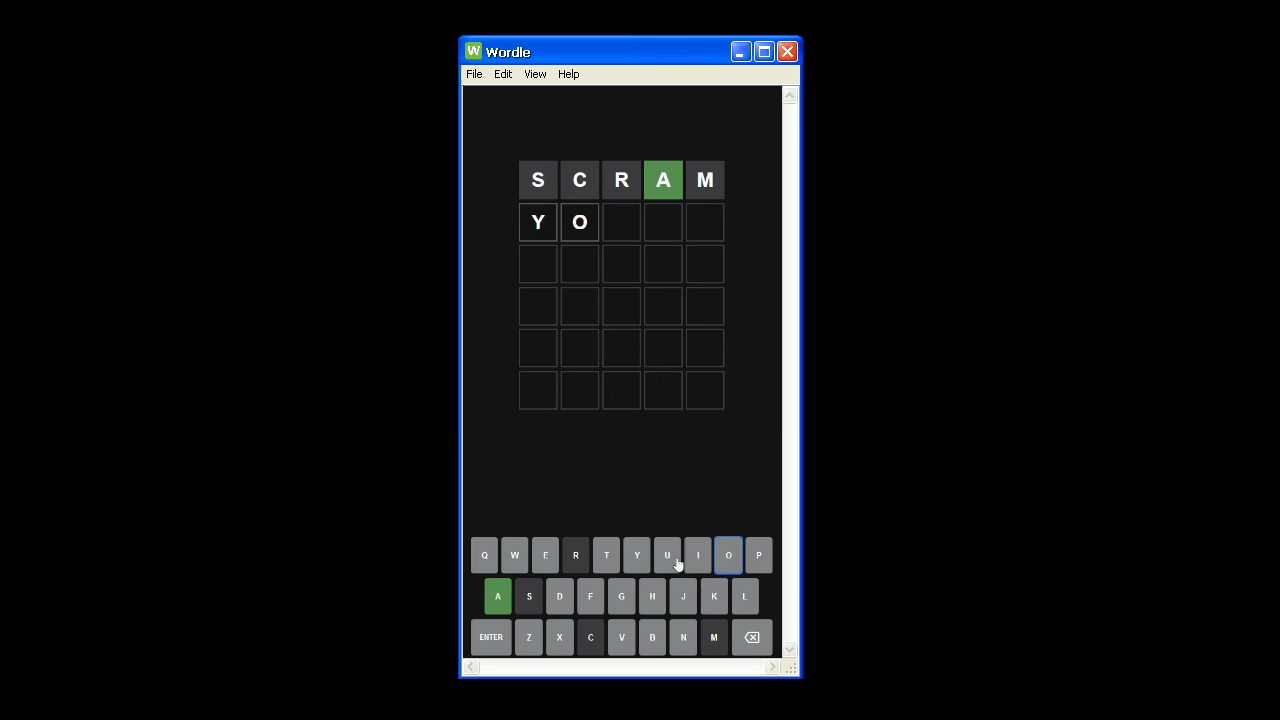 Wordle
File Edit View Help
S C R A M
Y O
Q W E R T Y U I O P
A S D F G H J K L
ENTER Z X C V B N M